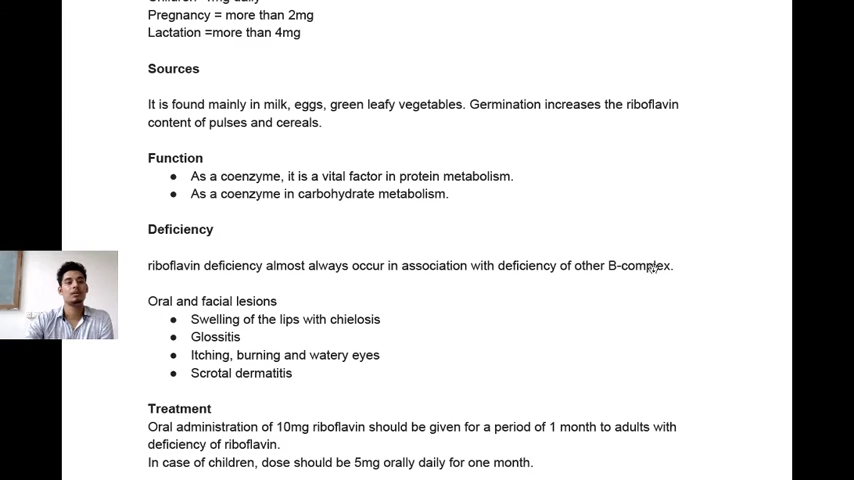 Pregnancy = more than 2mg
Lactation =more than 4mg
Sources
It is found mainly in milk, eggs, green leafy vegetables. Germination increases the riboflavin
content of pulses and cereals.
Function
● As a coenzyme, it is a vital factor in protein metabolism.
● As a coenzyme in carbohydrate metabolism.
Deficiency
riboflavin deficiency almost always occur in association with deficiency of other B-complex.
Oral and facial lesions
● Swelling of the lips with chielosis
● Glossitis
● Itching, burning and watery eyes
● Scrotal dermatitis
Treatment
Oral administration of 10mg riboflavin should be given for a period of 1 month to adults with
deficiency of riboflavin.
In case of children, dose should be 5mg orally daily for one month.